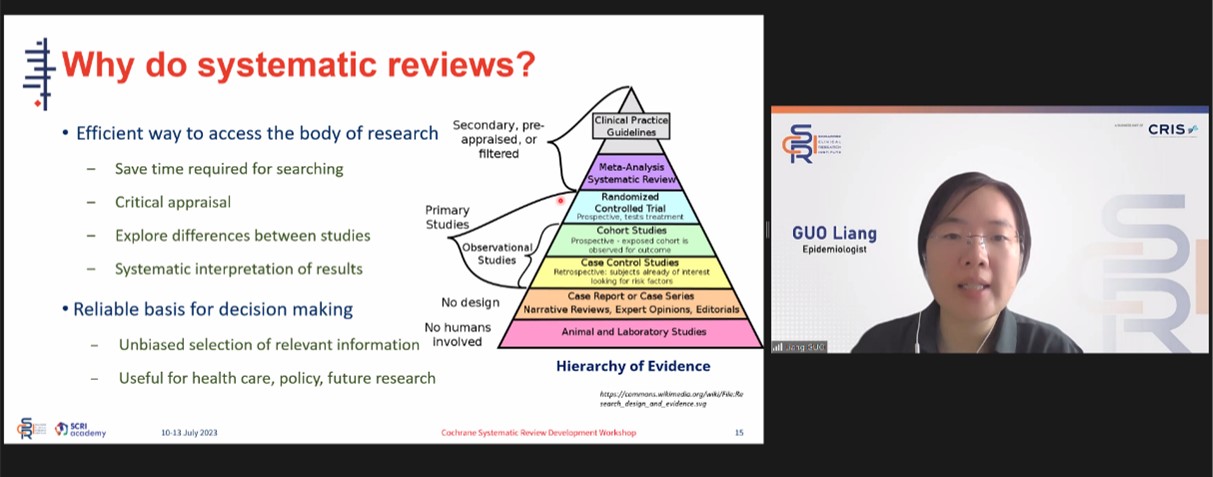 Why do systematic reviews?
• Efficient way to access the body of research
– Save time required for searching
– Critical appraisal
– Explore differences between studies
– Systematic interpretation of results
• Reliable basis for decision making
– Unbiased selection of relevant information
– Useful for health care, policy, future research
Secondary, pre-
appraised, or
filtered
Primary
Studies
Observational
Studies
No design
No humans
involved
Clinical Practice
Guidelines
Meta-Analysis
Systematic Review
Randomized
Controlled Trial
Prospective, tests treatment
Cohort Studies
Prospective - exposed cohort is
observed for outcome
Case Control Studies
Retrospective: subjects already of interest
looking for risk factors
Case Report or Case Series
Narrative Reviews, Expert Opinions, Editorials
Animal and Laboratory Studies
Hierarchy of Evidence
https://commons.wikimedia.org/wiki/File:Re
search_design_and_evidence.svg
SCRI
academy
10-13 July 2023
Cochrane Systematic Review Development Workshop
15
SCRI
SINGAPORE
CLINICAL
RESEARCH
INSTITUTE
CRIS
GUO Liang
Epidemiologist
Liang GUO